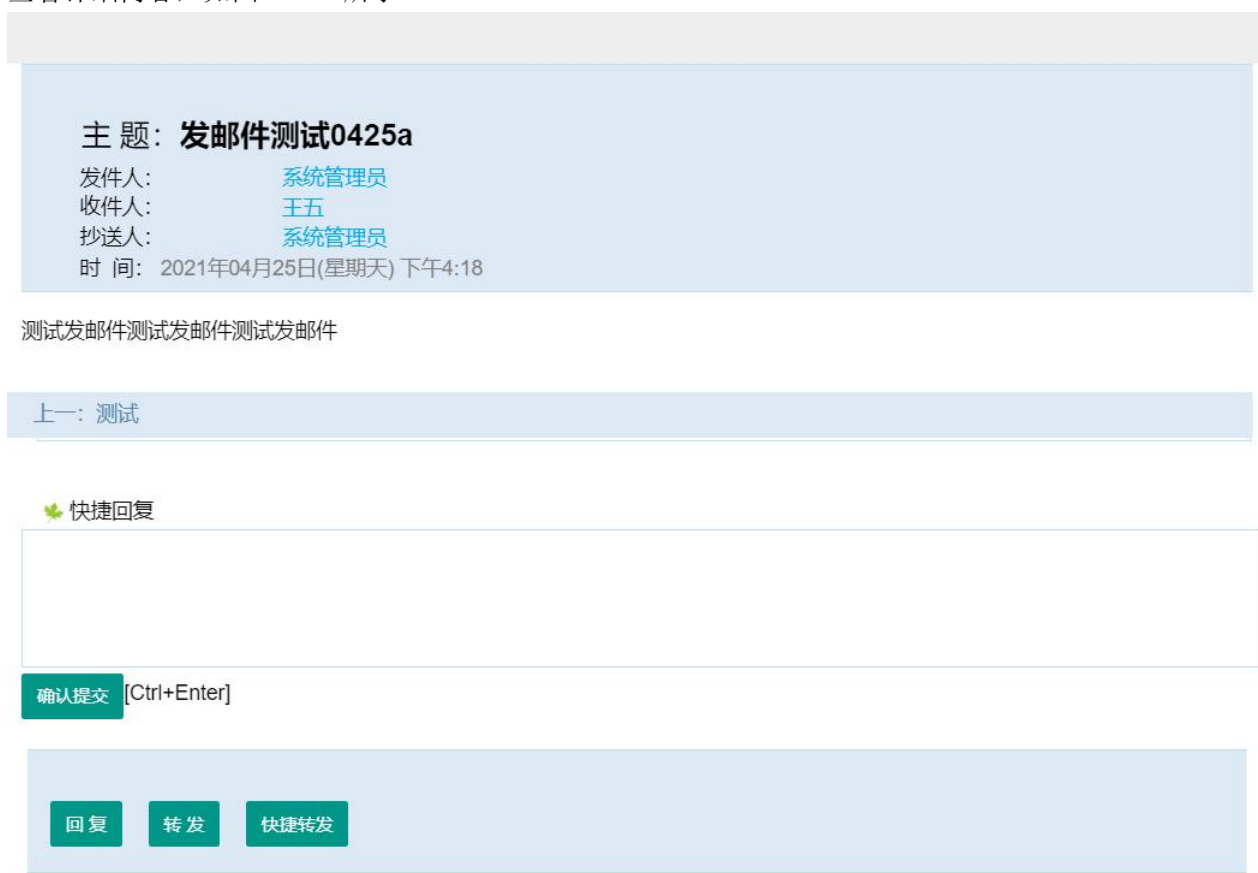 主 题：发邮件测试0425a
发件人： 系统管理员
收件人： 王五
抄送人： 系统管理员
时 间： 2021年04月25日(星期天) 下午4:18
测试发邮件测试发邮件测试发邮件
上一：测试
快捷回复
确认提交 [Ctrl+Enter]
回 复 转 发 快捷转发